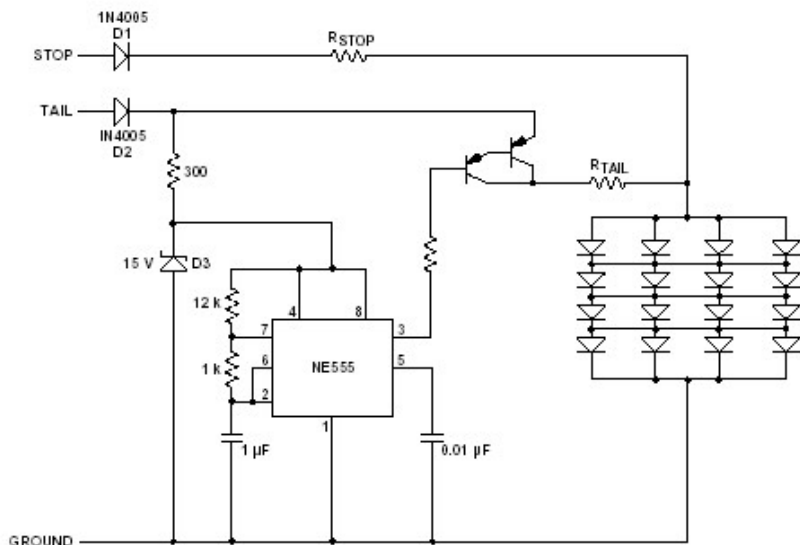 1N4005
D1
STOP
RSTOP
TAIL
1N4005
D2
300
RTAIL
15 V
D3
12 k
4
8
7
3
1 k
6
NE555
5
2
1
1 µF
0.01 µF
GROUND